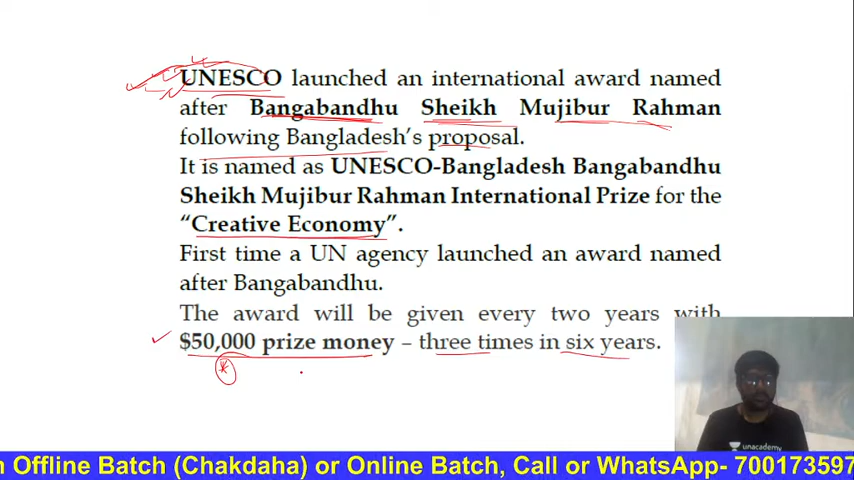 UNESCO launched an international award named
after Bangabandhu Sheikh Mujibur Rahman
following Bangladesh's proposal.
It is named as UNESCO-Bangladesh Bangabandhu
Sheikh Mujibur Rahman International Prize for the
“Creative Economy”.
First time a UN agency launched an award named
after Bangabandhu.
The award will be given every two years with
$50,000 prize money – three times in six years.
unacademy
n Offline Batch (Chakdaha) or Online Batch, Call or WhatsApp- 700173597